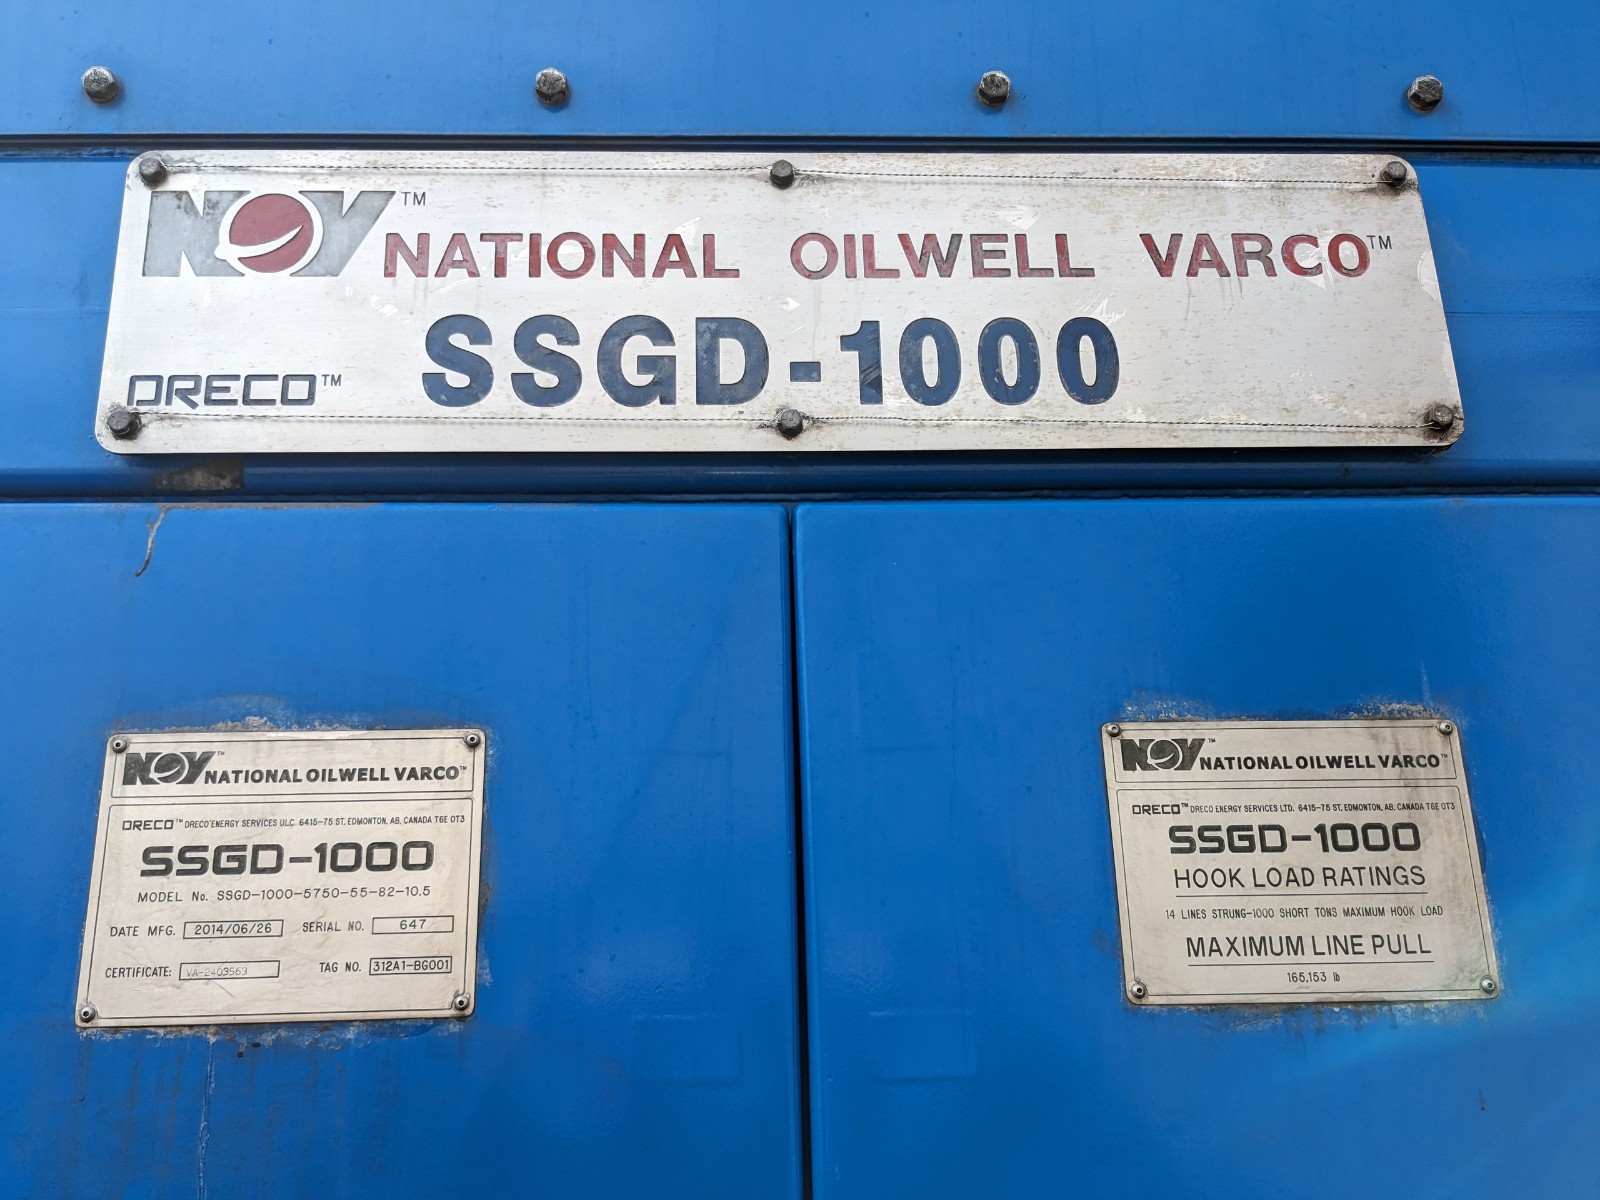 NOV™ NATIONAL OILWELL VARCO™
SSGD-1000
DRECO™
NOV™ NATIONAL OILWELL VARCO™
DRECO™ DRECO ENERGY SERVICES ULC. 6415-75 ST, EDMONTON, AB, CANADA T6E 0T3
SSGD-1000
MODEL No. SSGD-1000-5750-55-82-10.5
DATE MFG. 2014/06/26 SERIAL NO. 647
CERTIFICATE: VA-2403563 TAG NO. 312A1-BG001
NOV™ NATIONAL OILWELL VARCO™
DRECO™ DRECO ENERGY SERVICES LTD. 6415-75 ST, EDMONTON, AB, CANADA T6E 0T3
SSGD-1000
HOOK LOAD RATINGS
14 LINES STRUNG-1000 SHORT TONS MAXIMUM HOOK LOAD
MAXIMUM LINE PULL
165,153 lb